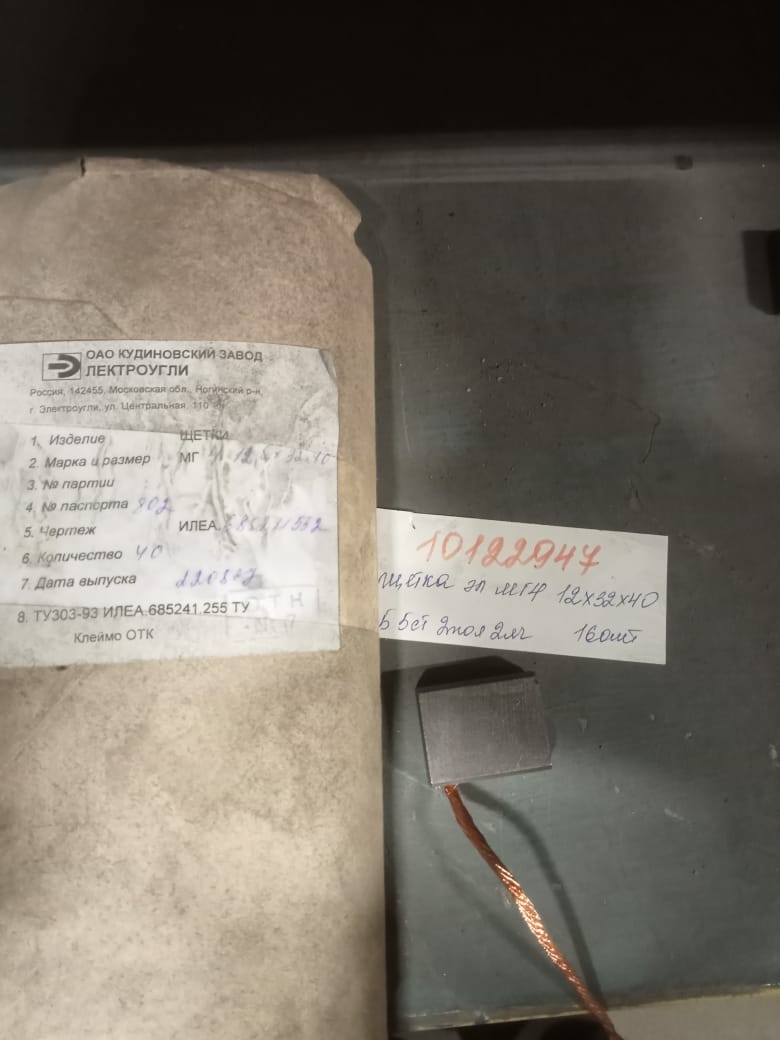 ОАО КУДИНОВСКИЙ ЗАВОД
ЛЕКТРОУГЛИ
Россия, 142455, Московская обл., Ногинский р-н,
г. Электроугли, ул. Центральная, 110
1. Изделие ЩЕТКИ
2. Марка и размер МГ
3. № партии
4. № паспорта 802
5. Чертеж ИЛЕА.
6. Количество 40
7. Дата выпуска
8. ТУ303-93 ИЛЕА.685241.255 ТУ
Клеймо ОТК
10122947
щетка эл мг4 12х32х40
5ст 160шт